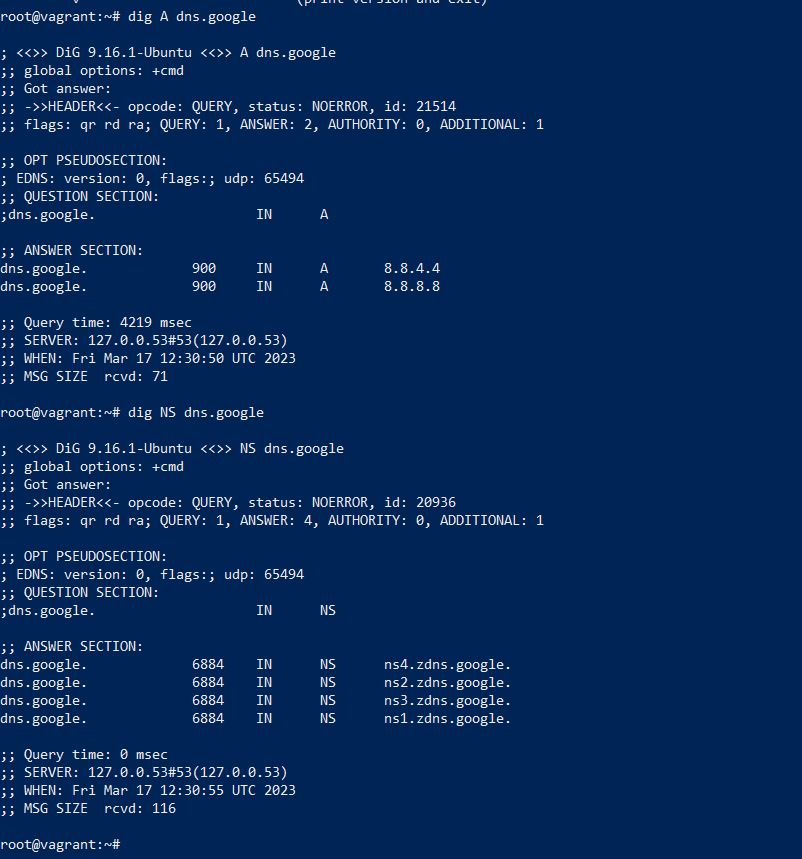 v (print version and exit)
root@vagrant:~# dig A dns.google

; <<>> DiG 9.16.1-Ubuntu <<>> A dns.google
;; global options: +cmd
;; Got answer:
;; ->>HEADER<<- opcode: QUERY, status: NOERROR, id: 21514
;; flags: qr rd ra; QUERY: 1, ANSWER: 2, AUTHORITY: 0, ADDITIONAL: 1

;; OPT PSEUDOSECTION:
; EDNS: version: 0, flags:; udp: 65494
;; QUESTION SECTION:
;dns.google. IN A

;; ANSWER SECTION:
dns.google. 900 IN A 8.8.4.4
dns.google. 900 IN A 8.8.8.8

;; Query time: 4219 msec
;; SERVER: 127.0.0.53#53(127.0.0.53)
;; WHEN: Fri Mar 17 12:30:50 UTC 2023
;; MSG SIZE rcvd: 71

root@vagrant:~# dig NS dns.google

; <<>> DiG 9.16.1-Ubuntu <<>> NS dns.google
;; global options: +cmd
;; Got answer:
;; ->>HEADER<<- opcode: QUERY, status: NOERROR, id: 20936
;; flags: qr rd ra; QUERY: 1, ANSWER: 4, AUTHORITY: 0, ADDITIONAL: 1

;; OPT PSEUDOSECTION:
; EDNS: version: 0, flags:; udp: 65494
;; QUESTION SECTION:
;dns.google. IN NS

;; ANSWER SECTION:
dns.google. 6884 IN NS ns4.zdns.google.
dns.google. 6884 IN NS ns2.zdns.google.
dns.google. 6884 IN NS ns3.zdns.google.
dns.google. 6884 IN NS ns1.zdns.google.

;; Query time: 0 msec
;; SERVER: 127.0.0.53#53(127.0.0.53)
;; WHEN: Fri Mar 17 12:30:55 UTC 2023
;; MSG SIZE rcvd: 116

root@vagrant:~#